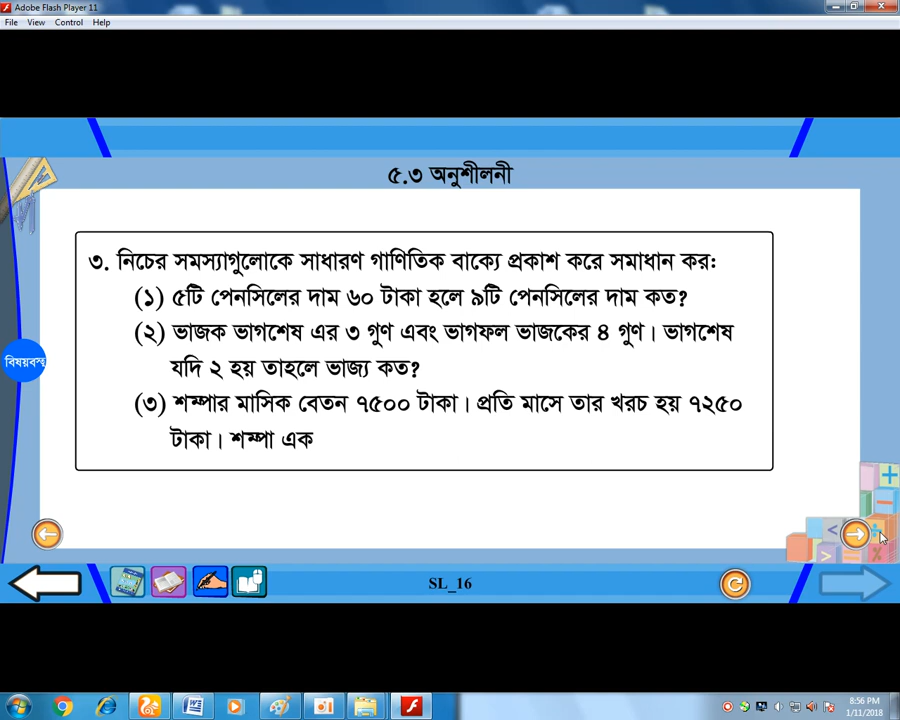 Adobe Flash Player 11
File View Control Help
৫.৩ অনুশীলনী
৩. নিচের সমস্যাগুলোকে সাধারণ গাণিতিক বাক্যে প্রকাশ করে সমাধান কর:
(১) ৫টি পেনসিলের দাম ৬০ টাকা হলে ৯টি পেনসিলের দাম কত?
(২) ভাজক ভাগশেষ এর ৩ গুণ এবং ভাগফল ভাজকের ৪ গুণ। ভাগশেষ
যদি ২ হয় তাহলে ভাজ্য কত?
(৩) শম্পার মাসিক বেতন ৭৫০০ টাকা। প্রতি মাসে তার খরচ হয় ৭২৫০
টাকা। শম্পা এক
বিষয়বস্তু
SL_16
8:56 PM
1/11/2018